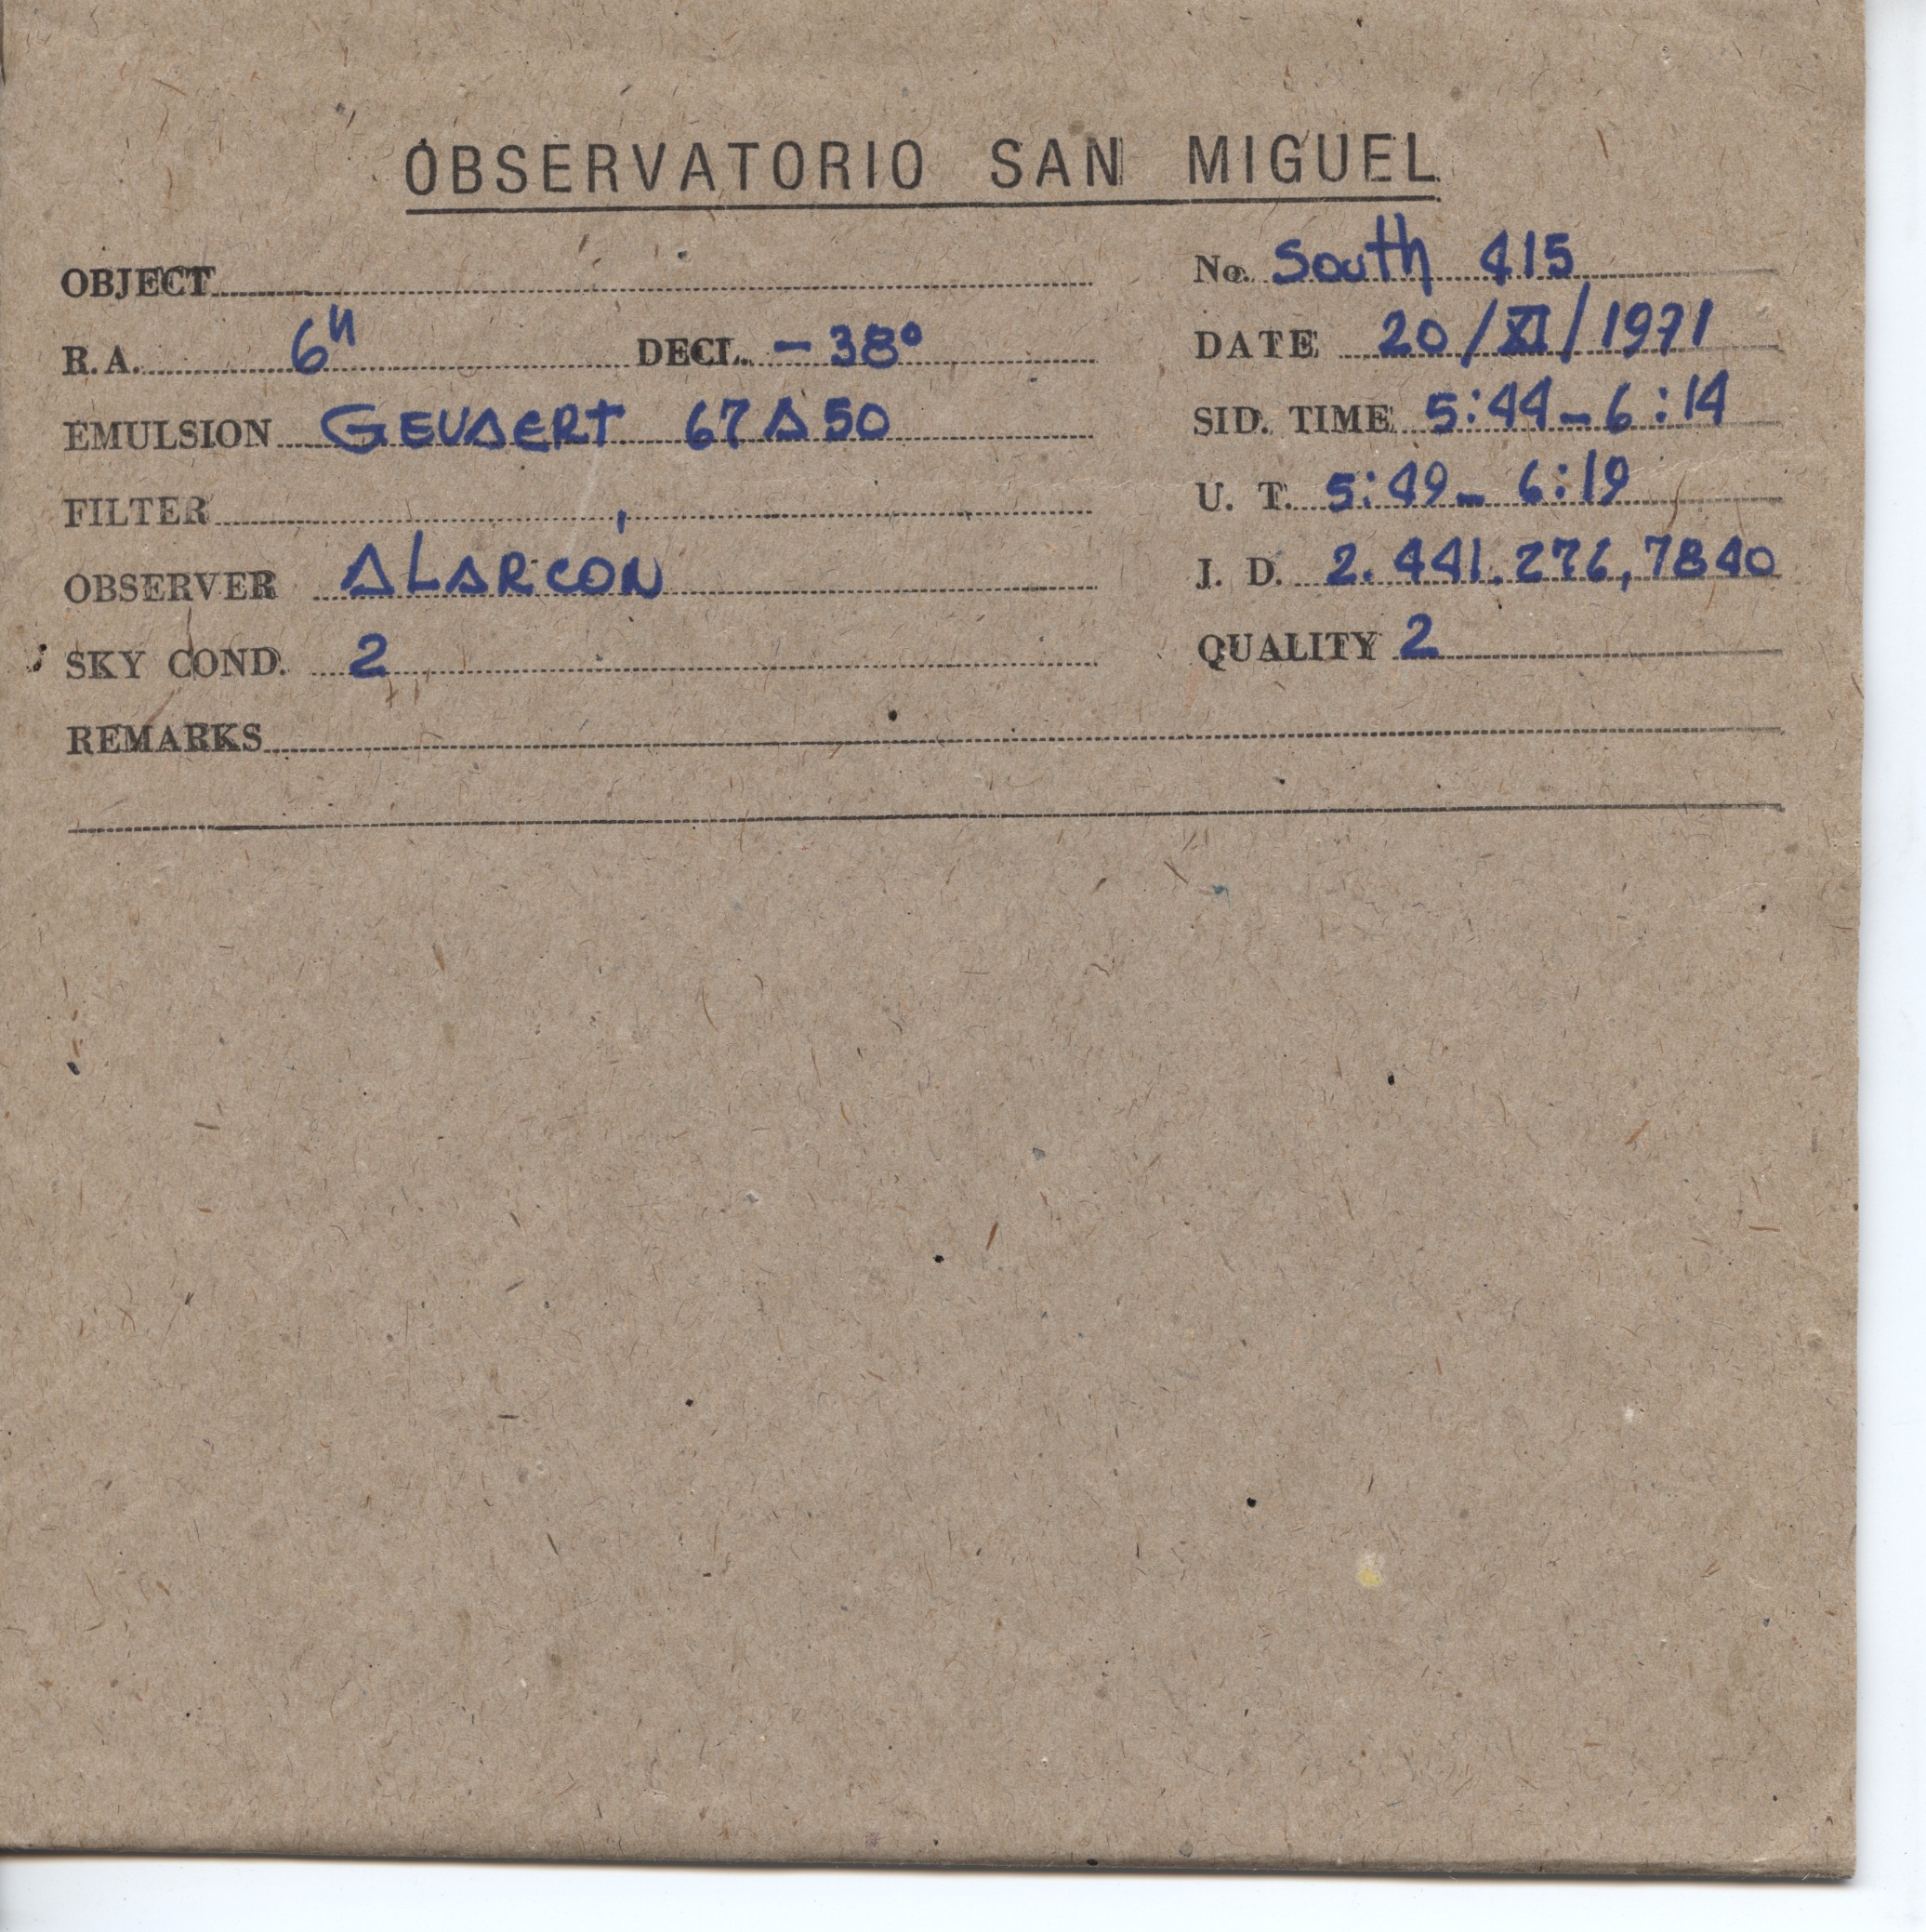 OBSERVATORIO SAN MIGUEL
OBJECT No. South 415
R.A. 6h DECL. -38° DATE 20/XI/1971
EMULSION GEVAERT 67A50 SID. TIME 5:44-6:14
FILTER U. T. 5:49-6:19
OBSERVER ALARCÓN J. D. 2.441.276,7840
SKY COND. 2 QUALITY 2
REMARKS